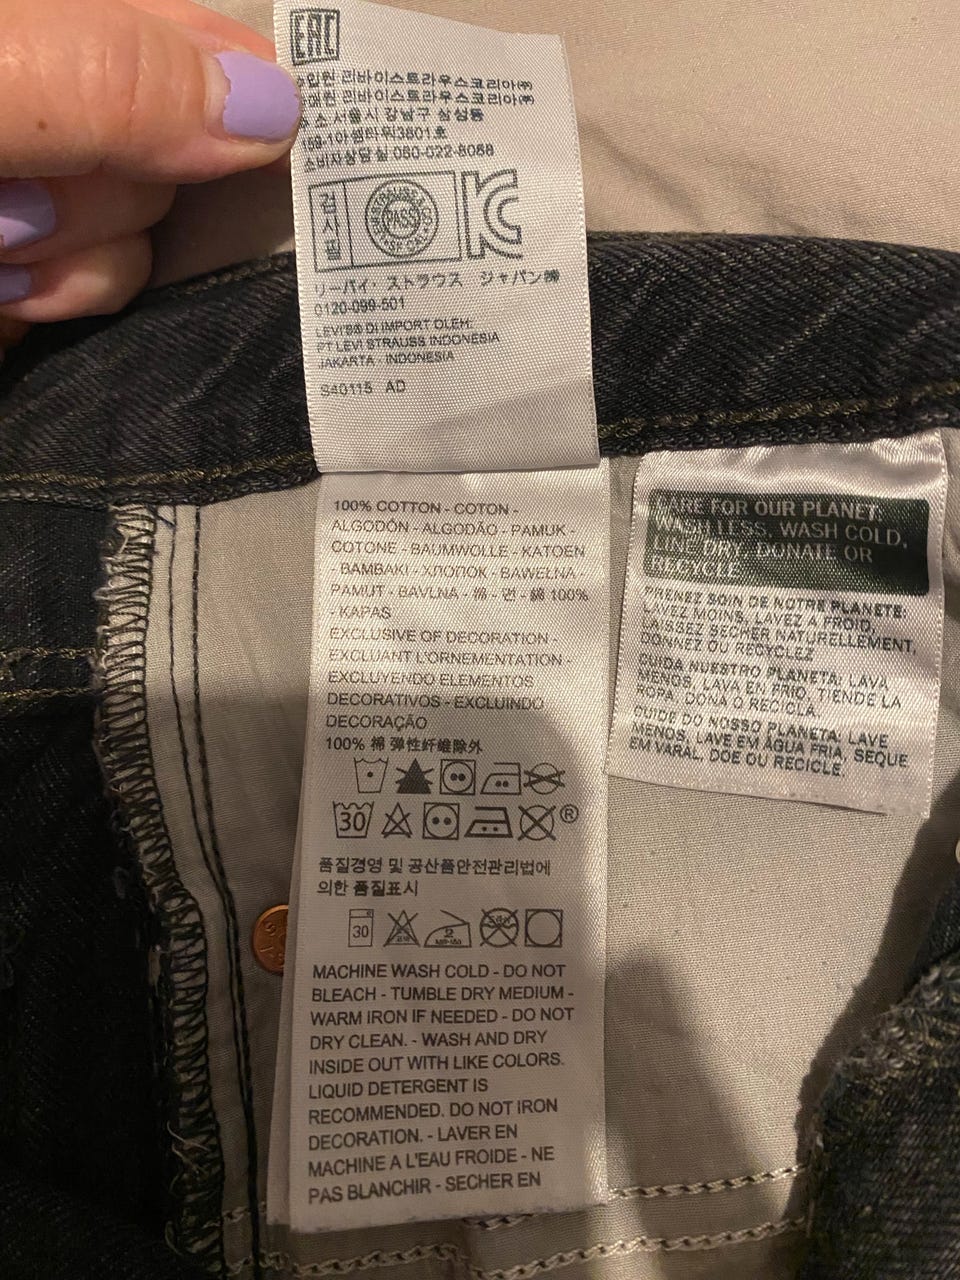 EAC
리바이스트라우스코리아㈜
리바이스트라우스코리아㈜
소 서울시 강남구 삼성동
159-1아셈타워3601호
소비자상담실 080-022-8088
검사필
PASS
KC
リーバイ・ストラウス ジャパン㈱
0120-099-501
LEVI'S® DI IMPORT OLEH:
PT LEVI STRAUSS INDONESIA
JAKARTA - INDONESIA
S40115 AD
100% COTTON - COTON -
ALGODÓN - ALGODÃO - PAMUK -
COTONE - BAUMWOLLE - KATOEN
- BAMBAKI - ХЛОПОК - BAWEŁNA -
PAMUT - BAVLNA - 棉 - 면 - 綿 100%
- KAPAS
EXCLUSIVE OF DECORATION -
EXCLUANT L'ORNEMENTATION -
EXCLUYENDO ELEMENTOS
DECORATIVOS - EXCLUINDO
DECORAÇÃO
100% 棉 弹性纤维除外
30 ®
품질경영 및 공산품안전관리법에
의한 품질표시
30 2
MACHINE WASH COLD - DO NOT
BLEACH - TUMBLE DRY MEDIUM -
WARM IRON IF NEEDED - DO NOT
DRY CLEAN. - WASH AND DRY
INSIDE OUT WITH LIKE COLORS.
LIQUID DETERGENT IS
RECOMMENDED. DO NOT IRON
DECORATION. - LAVER EN
MACHINE A L'EAU FROIDE - NE
PAS BLANCHIR - SECHER EN
CARE FOR OUR PLANET:
WASH LESS, WASH COLD,
LINE DRY, DONATE OR
RECYCLE
PRENEZ SOIN DE NOTRE PLANETE:
LAVEZ MOINS, LAVEZ A FROID,
LAISSEZ SECHER NATURELLEMENT,
DONNEZ OU RECYCLEZ
CUIDA NUESTRO PLANETA: LAVA
MENOS, LAVA EN FRIO, TIENDE LA
ROPA, DONA O RECICLA.
CUIDE DO NOSSO PLANETA: LAVE
MENOS, LAVE EM ÁGUA FRIA, SEQUE
EM VARAL, DOE OU RECICLE.